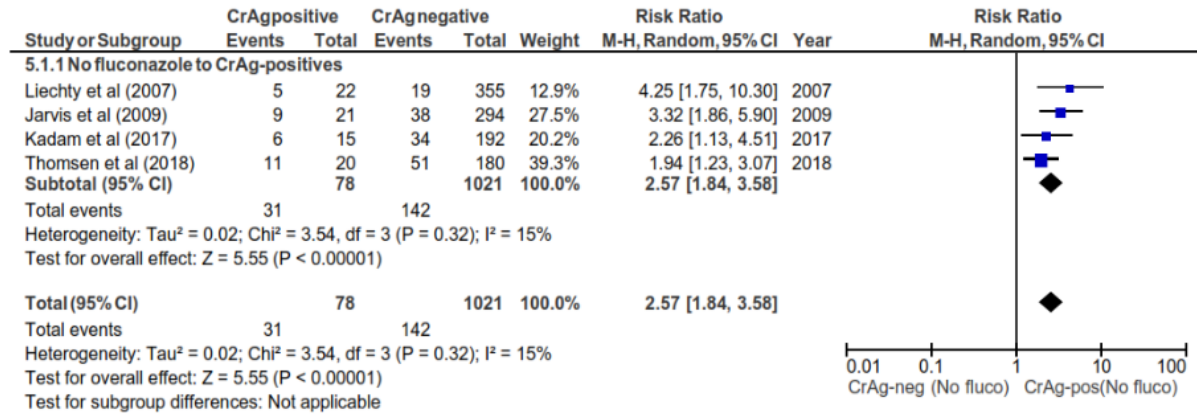 CrAgpositive CrAgnegative Risk Ratio Risk Ratio
Study or Subgroup Events Total Events Total Weight M-H, Random, 95% CI Year M-H, Random, 95% CI
5.1.1 No fluconazole to CrAg-positives
Liechty et al (2007) 5 22 19 355 12.9% 4.25 [1.75, 10.30] 2007
Jarvis et al (2009) 9 21 38 294 27.5% 3.32 [1.86, 5.90] 2009
Kadam et al (2017) 6 15 34 192 20.2% 2.26 [1.13, 4.51] 2017
Thomsen et al (2018) 11 20 51 180 39.3% 1.94 [1.23, 3.07] 2018
Subtotal (95% CI) 78 1021 100.0% 2.57 [1.84, 3.58]
Total events 31 142
Heterogeneity: Tau² = 0.02; Chi² = 3.54, df = 3 (P = 0.32); I² = 15%
Test for overall effect: Z = 5.55 (P < 0.00001)
Total (95% CI) 78 1021 100.0% 2.57 [1.84, 3.58]
Total events 31 142
Heterogeneity: Tau² = 0.02; Chi² = 3.54, df = 3 (P = 0.32); I² = 15%
Test for overall effect: Z = 5.55 (P < 0.00001)
Test for subgroup differences: Not applicable
0.01 0.1 1 10 100
CrAg-neg (No fluco) CrAg-pos(No fluco)